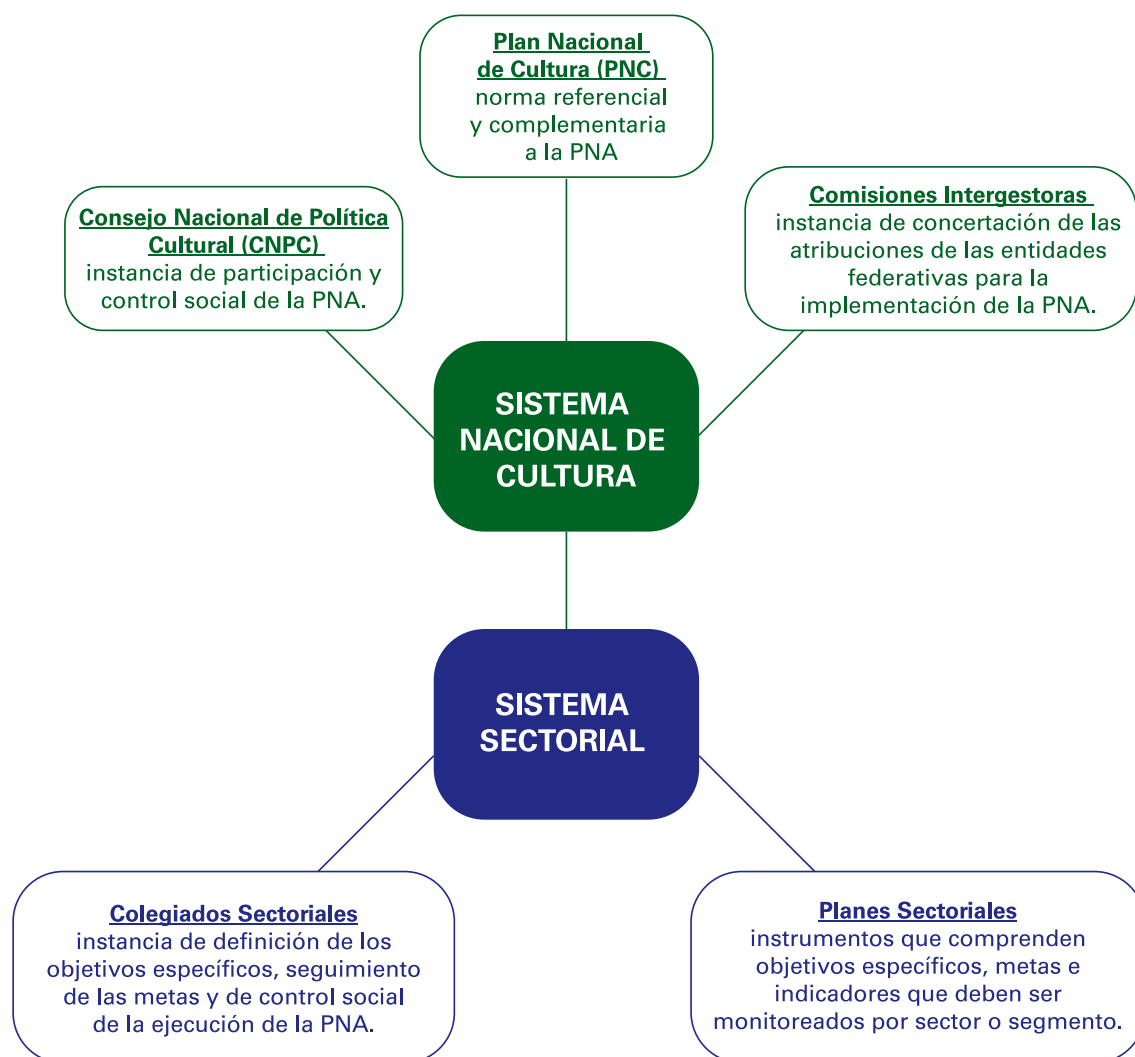 Plan Nacional
de Cultura (PNC)
norma referencial
y complementaria
a la PNA
Consejo Nacional de Política
Cultural (CNPC)
instancia de participación y
control social de la PNA.
Comisiones Intergestoras
instancia de concertación de las
atribuciones de las entidades
federativas para la
implementación de la PNA.
SISTEMA
NACIONAL DE
CULTURA
SISTEMA
SECTORIAL
Colegiados Sectoriales
instancia de definición de los
objetivos específicos, seguimiento
de las metas y de control social
de la ejecución de la PNA.
Planes Sectoriales
instrumentos que comprenden
objetivos específicos, metas e
indicadores que deben ser
monitoreados por sector o segmento.